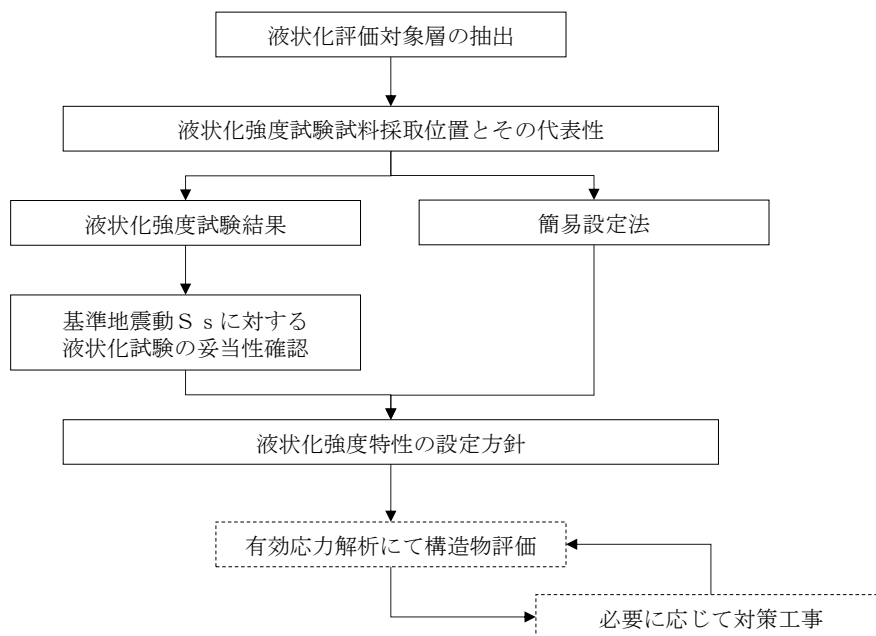 液状化評価対象層の抽出
液状化強度試験試料採取位置とその代表性
液状化強度試験結果
簡易設定法
基準地震動Ｓｓに対する
液状化試験の妥当性確認
液状化強度特性の設定方針
有効応力解析にて構造物評価
必要に応じて対策工事